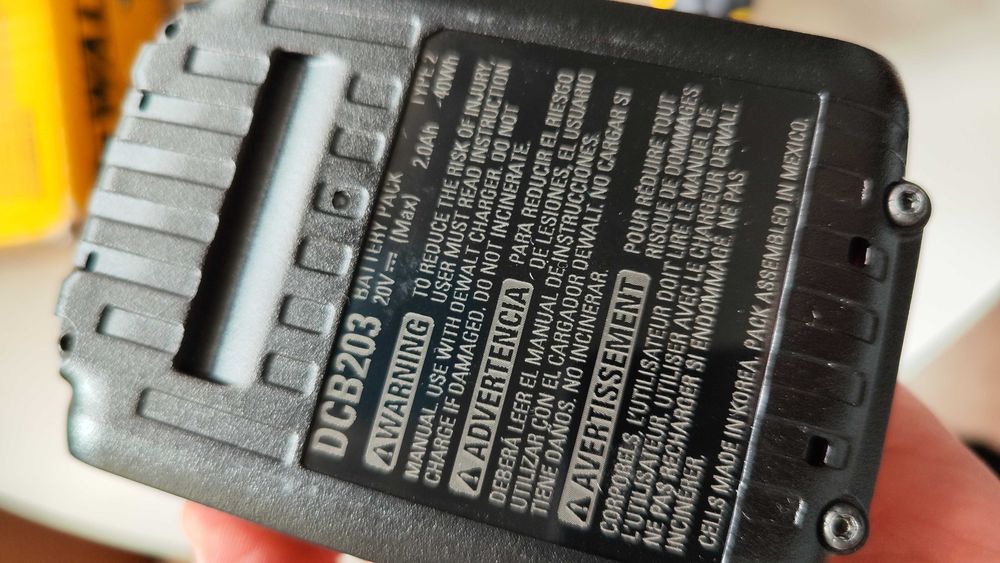 DCB203 BATTERY PACK TYPE 2
20V⎓ (Max) 2.0Ah 40Wh
⚠WARNING TO REDUCE THE RISK OF INJURY,
USER MUST READ INSTRUCTION
MANUAL. USE WITH DEWALT CHARGER. DO NOT
CHARGE IF DAMAGED. DO NOT INCINERATE.
⚠ADVERTENCIA PARA REDUCIR EL RIESGO
DE LESIONES, EL USUARIO
DEBERÁ LEER EL MANUAL DE INSTRUCCIONES.
UTILIZAR CON EL CARGADOR DEWALT. NO CARGAR SI
TIENE DAÑOS. NO INCINERAR.
⚠AVERTISSEMENT POUR RÉDUIRE TOUT
RISQUE DE DOMMAGES
CORPORELS, L'UTILISATEUR DOIT LIRE LE MANUEL DE
L'UTILISATEUR. UTILISER AVEC LE CHARGEUR DEWALT.
NE PAS RECHARGER SI ENDOMMAGÉ. NE PAS
INCINÉRER.
CELLS MADE IN KOREA. PACK ASSEMBLED IN MEXICO.